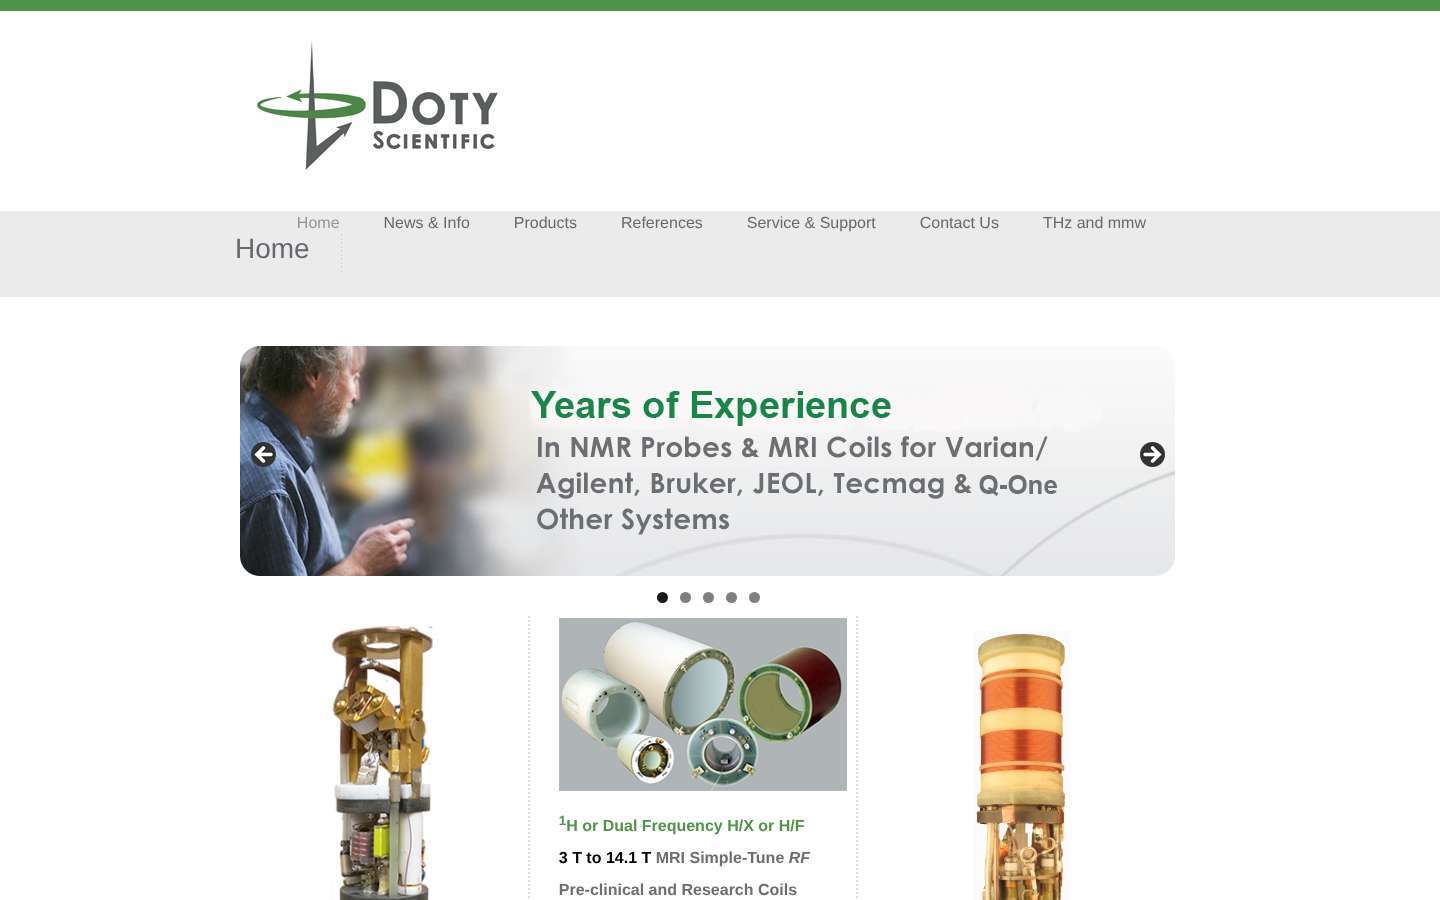 DOTY
SCIENTIFIC
Home News & Info Products References Service & Support Contact Us THz and mmw
Home
Years of Experience
In NMR Probes & MRI Coils for Varian/
Agilent, Bruker, JEOL, Tecmag & Q-One
Other Systems
1H or Dual Frequency H/X or H/F
3 T to 14.1 T MRI Simple-Tune RF
Pre-clinical and Research Coils